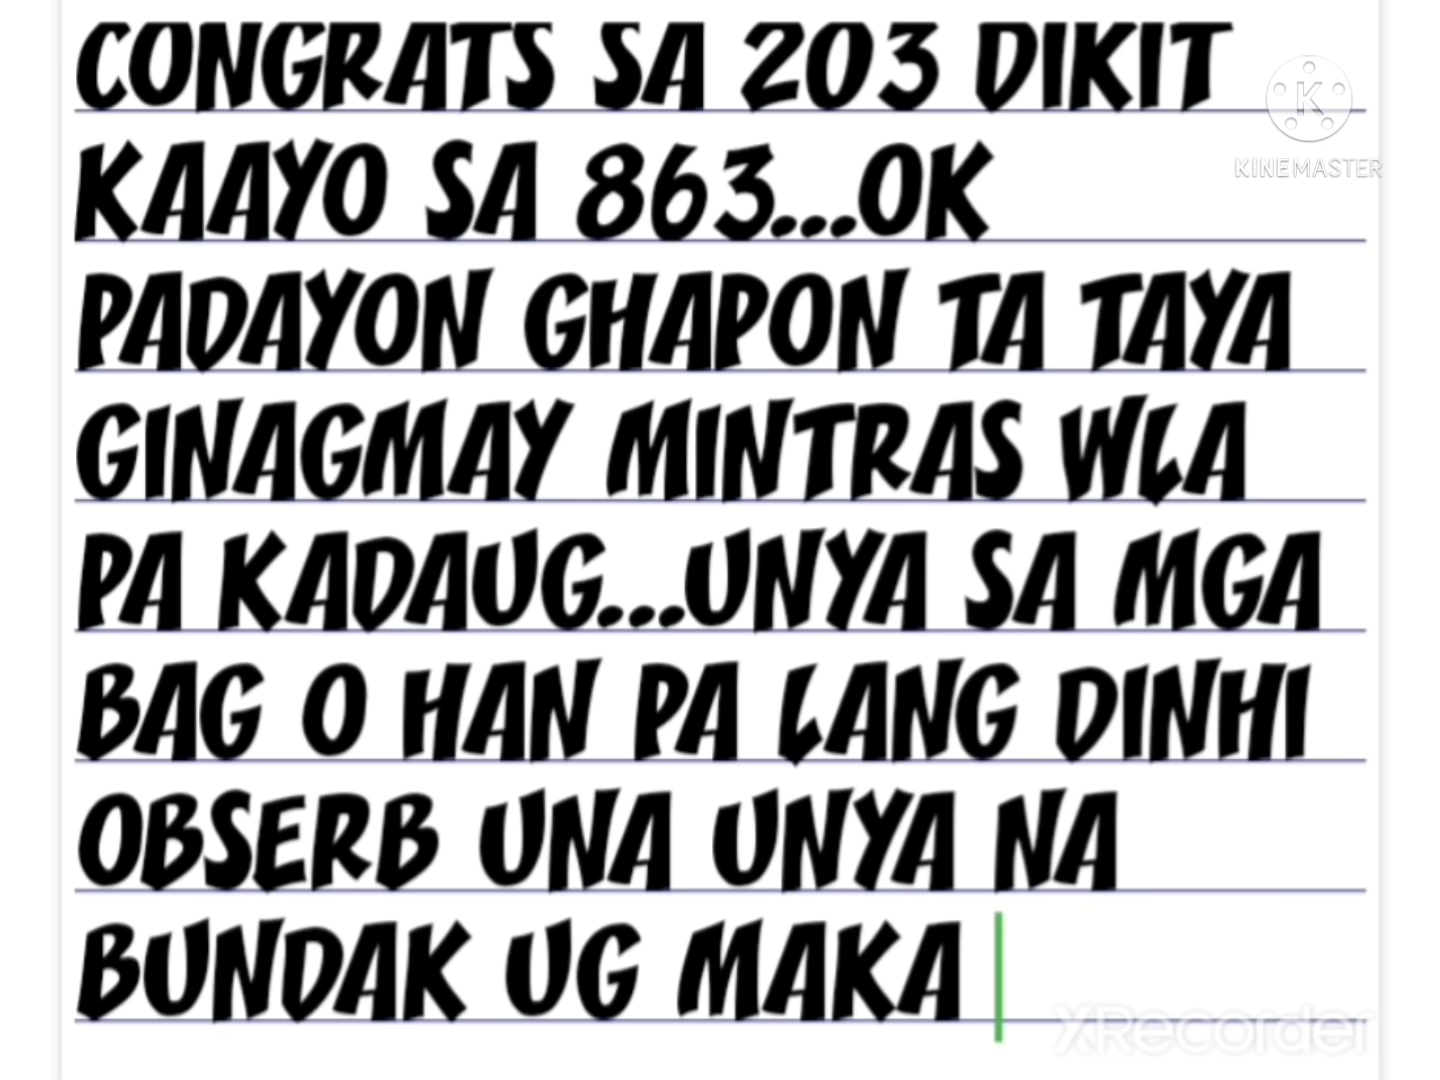 CONGRATS SA 203 DIKIT
KAAYO SA 863...OK
PADAYON GHAPON TA TAYA
GINAGMAY MINTRAS WLA
PA KADAUG...UNYA SA MGA
BAG O HAN PA LANG DINHI
OBSERB UNA UNYA NA
BUNDAK UG MAKA
K
KINEMASTER
XRecorder